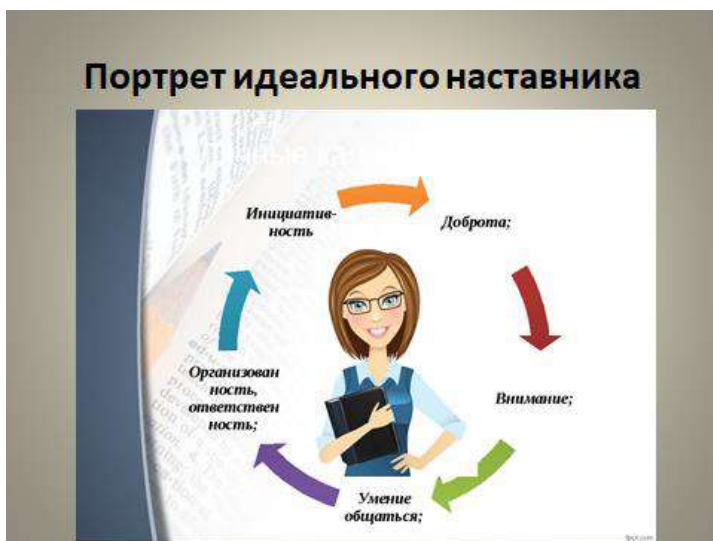 Портрет идеального наставника
Инициатив-
ность
Доброта;
Внимание;
Умение
общаться;
Организован
ность,
ответствен
ность;